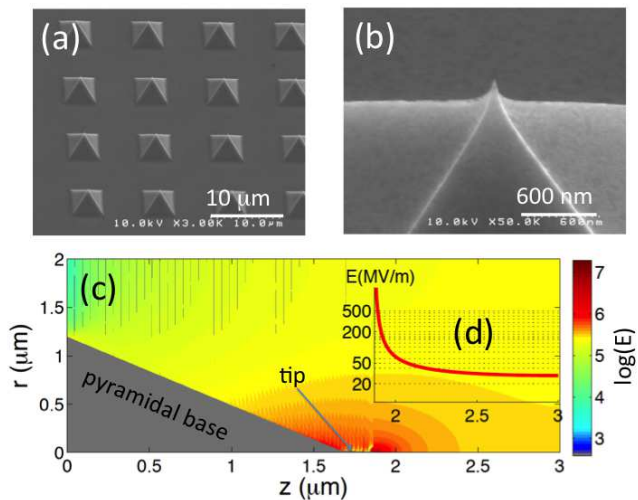 (a)
10 μm
10.0kV X3.00K 10.0μm
(b)
600 nm
10.0kV X50.0K 600nm
(c)
2
1.5
1
0.5
0
r (μm)
pyramidal base
tip
0
0.5
1
1.5
2
2.5
3
z (μm)
E(MV/m)
(d)
500
200
50
20
2
2.5
3
7
6
5
4
3
log(E)